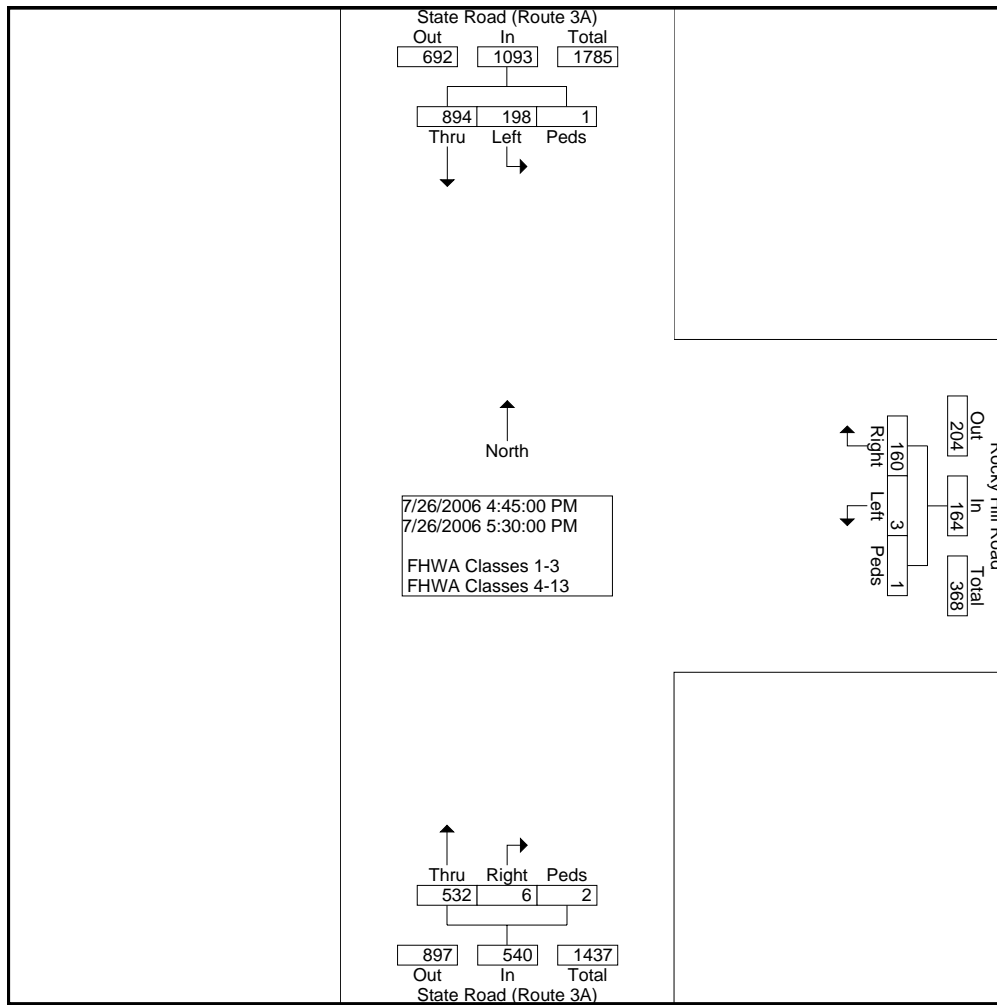 State Road (Route 3A)
Out In Total
692 1093 1785
894 198 1
Thru Left Peds
North
7/26/2006 4:45:00 PM
7/26/2006 5:30:00 PM
FHWA Classes 1-3
FHWA Classes 4-13
Rocky Hill Road
Out In Total
204 164 368
160 3 1
Right Left Peds
Thru Right Peds
532 6 2
897 540 1437
Out In Total
State Road (Route 3A)